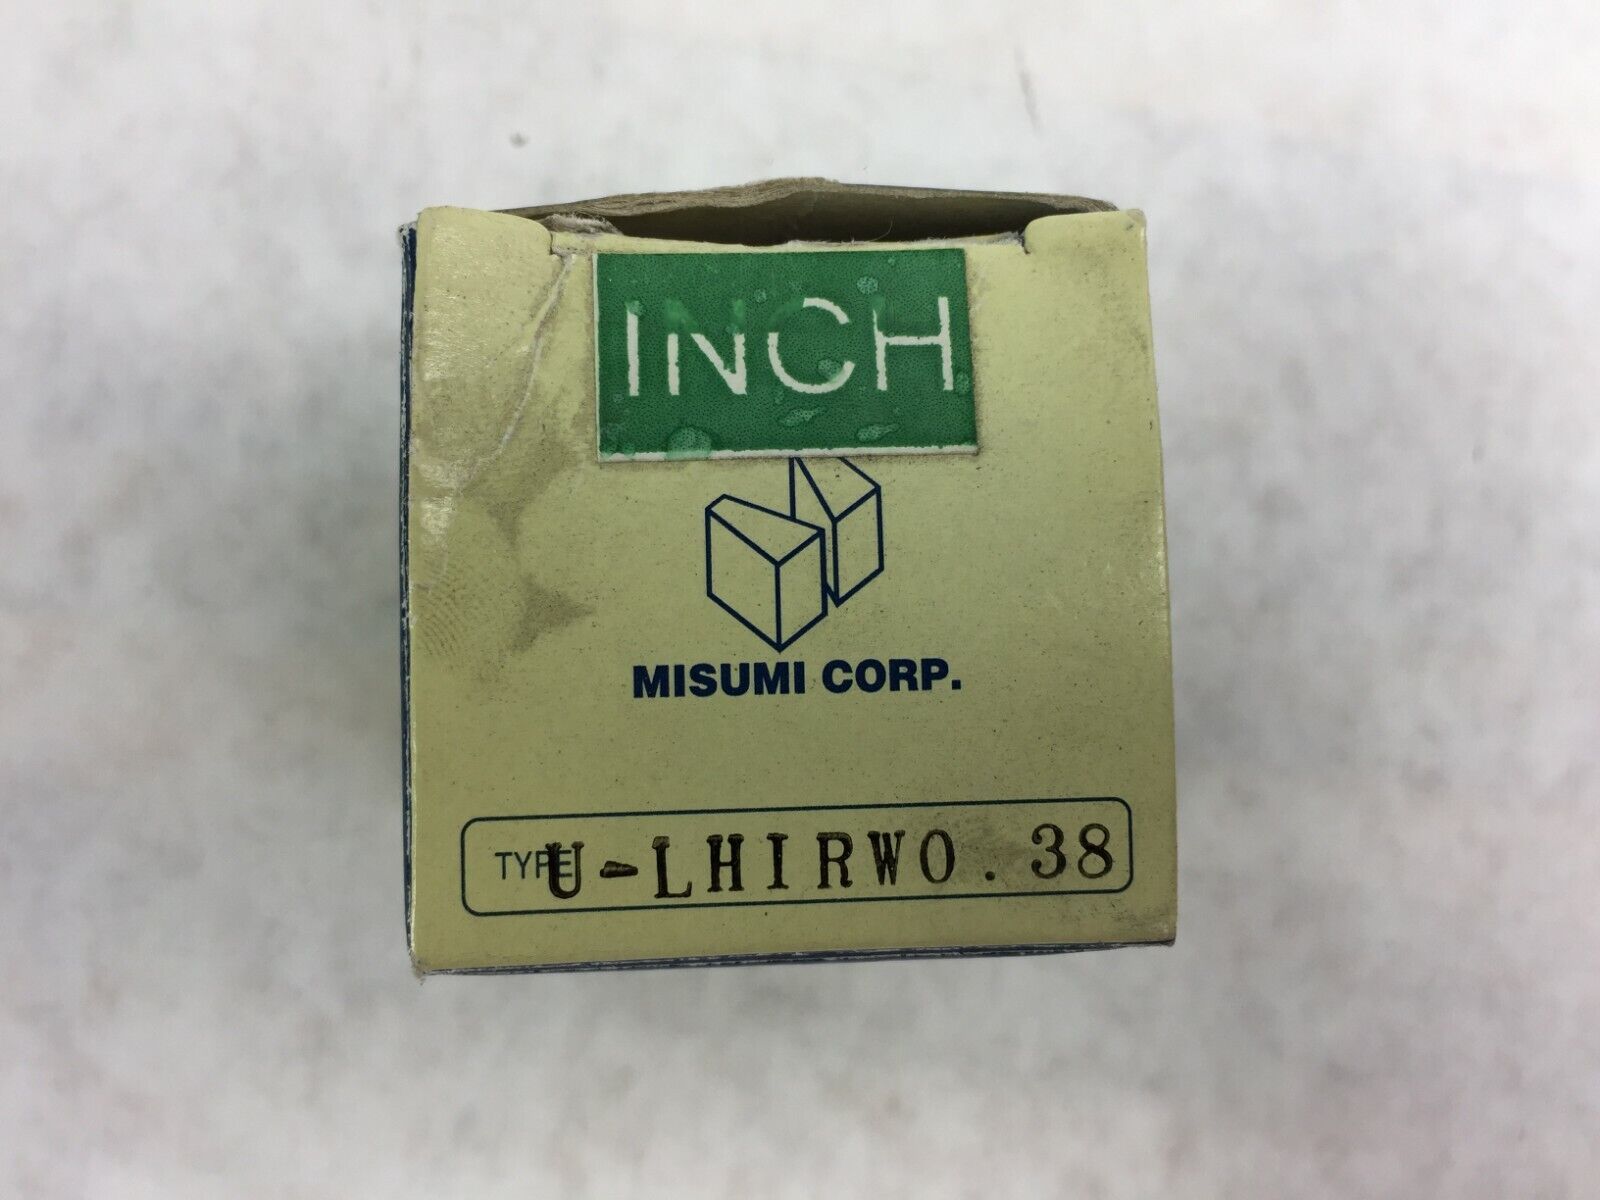 INCH
MISUMI CORP.
TYPE U-LHIRW0.38